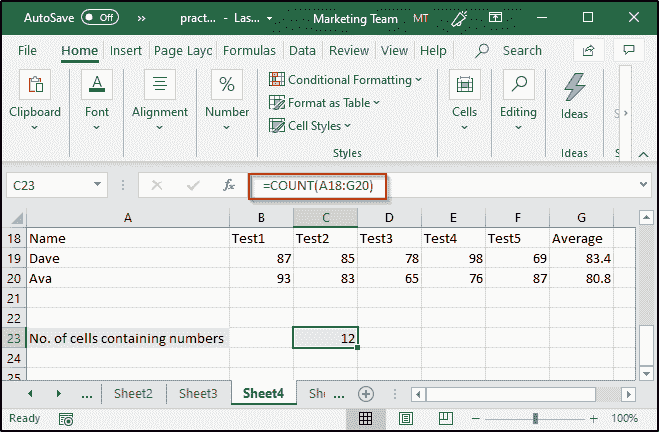 AutoSave Off » pract... - Las... Marketing Team MT
File Home Insert Page Layc Formulas Data Review View Help Search
Clipboard Font Alignment Number Conditional Formatting Format as Table Cell Styles Cells Editing Ideas
Styles Ideas
C23 fx =COUNT(A18:G20)
A B C D E F G
18 Name Test1 Test2 Test3 Test4 Test5 Average
19 Dave 87 85 78 98 69 83.4
20 Ava 93 83 65 76 87 80.8
21
22
23 No. of cells containing numbers 12
24
25
... Sheet2 Sheet3 Sheet4 ...
Ready 100%